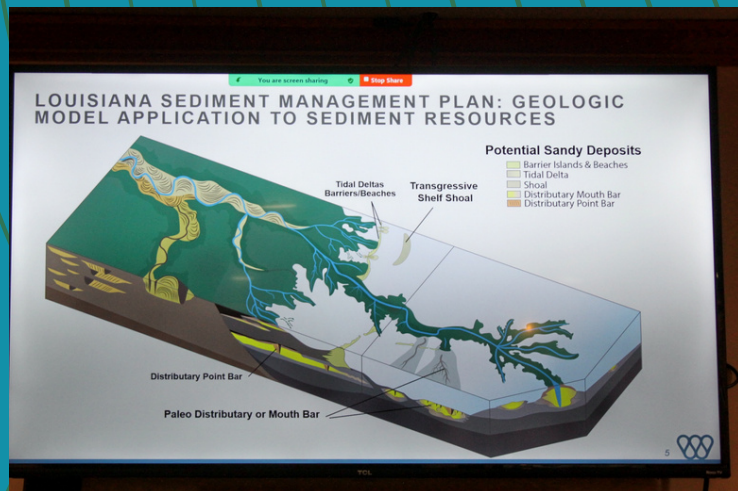 You are screen sharing
Stop Share
LOUISIANA SEDIMENT MANAGEMENT PLAN: GEOLOGIC
MODEL APPLICATION TO SEDIMENT RESOURCES
Potential Sandy Deposits
Barrier Islands & Beaches
Tidal Delta
Shoal
Distributary Mouth Bar
Distributary Point Bar
Tidal Deltas
Barriers/Beaches
Transgressive
Shelf Shoal
Distributary Point Bar
Paleo Distributary or Mouth Bar
5
TCL